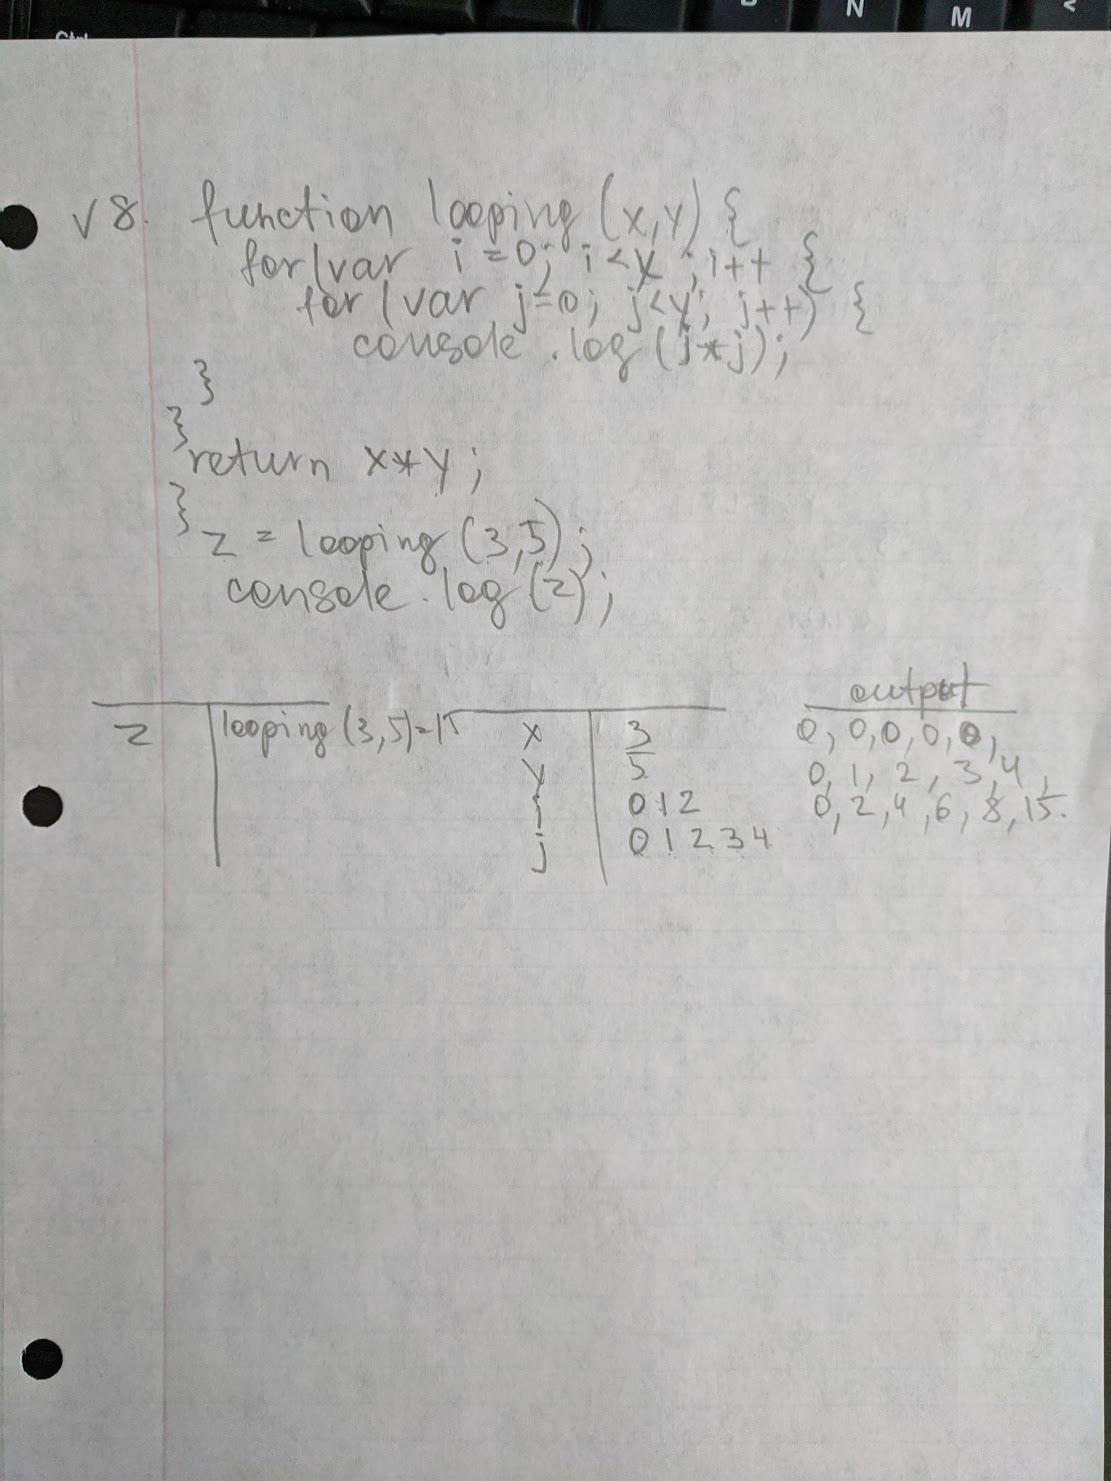 Ctrl
N
M
<
√8. function looping (x,y) {
for(var i=0; i<x ;i++ {
for (var j=0; j<y; j++) {
console.log(j*j);
}
}
return x*y;
}
z = looping(3,5);
console.log(z);
output
z looping (3,5)=15 x 3 0, 0,0,0,0,
y 5 0, 1, 2, 3, 4,
i 0 1 2 0, 2, 4, 6, 8, 15.
j 0 1 2 3 4